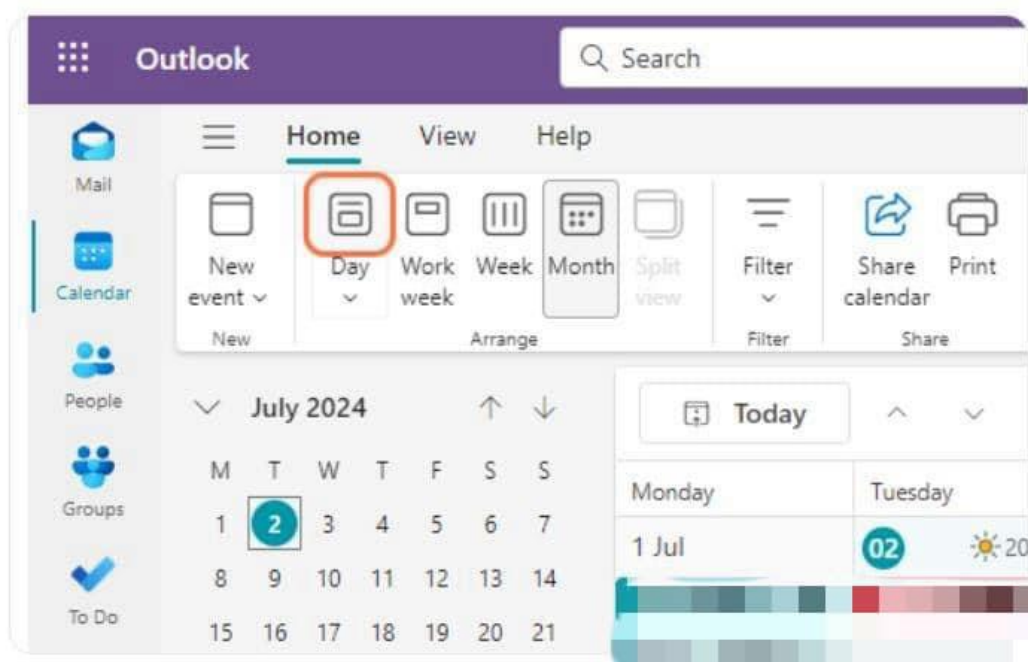 Outlook
Search
Home View Help
Mail
New event
Day
Work week
Week
Month
Split view
Filter
Share calendar
Print
New
Arrange
Filter
Share
Calendar
People
Groups
To Do
July 2024
M T W T F S S
1 2 3 4 5 6 7
8 9 10 11 12 13 14
15 16 17 18 19 20 21
Today
Monday Tuesday
1 Jul 02 20